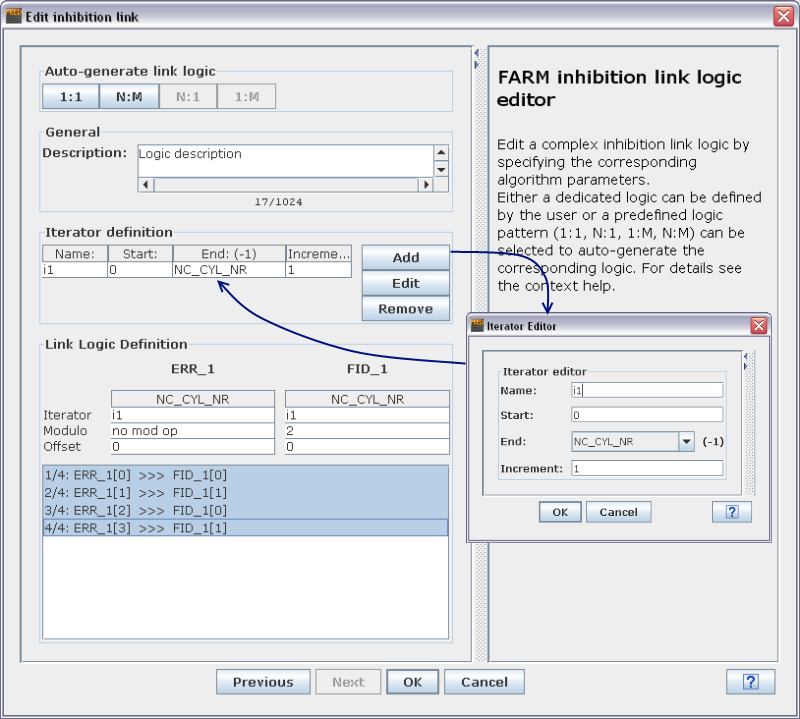 Edit inhibition link
Auto-generate link logic
1:1 N:M N:1 1:M
General
Description: Logic description
17/1024
Iterator definition
Name: Start: End: (-1) Increme...
i1 0 NC_CYL_NR 1
Add
Edit
Remove
Link Logic Definition
ERR_1 FID_1
NC_CYL_NR NC_CYL_NR
Iterator i1 i1
Modulo no mod op 2
Offset 0 0
1/4: ERR_1[0] >>> FID_1[0]
2/4: ERR_1[1] >>> FID_1[1]
3/4: ERR_1[2] >>> FID_1[0]
4/4: ERR_1[3] >>> FID_1[1]
FARM inhibition link logic
editor
Edit a complex inhibition link logic by
specifying the corresponding
algorithm parameters.
Either a dedicated logic can be defined
by the user or a predefined logic
pattern (1:1, N:1, 1:M, N:M) can be
selected to auto-generate the
corresponding logic. For details see
the context help.
Iterator Editor
Iterator editor
Name: i1
Start: 0
End: NC_CYL_NR (-1)
Increment: 1
OK Cancel ?
Previous Next OK Cancel ?